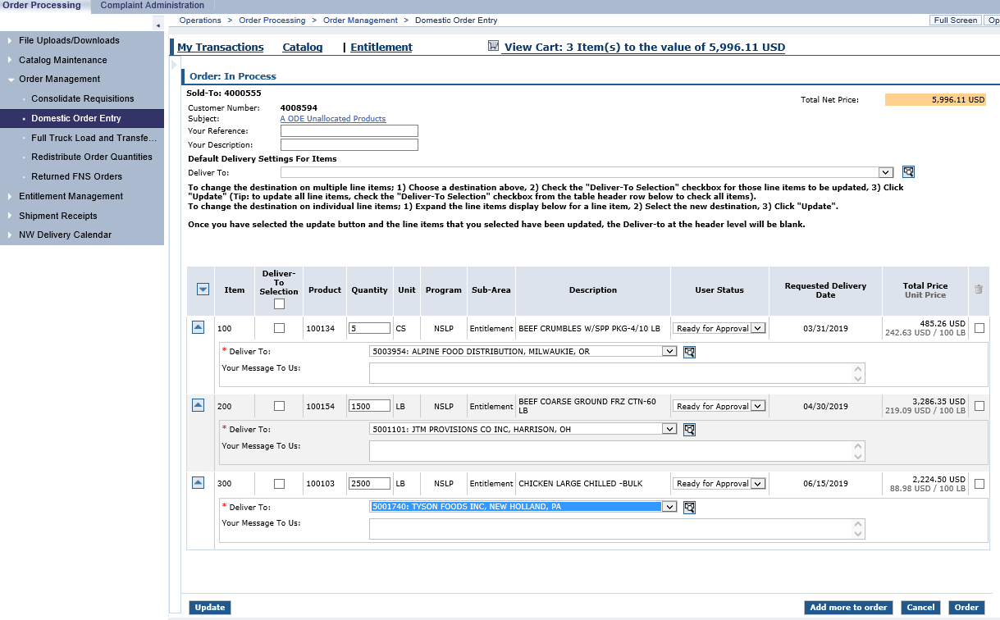 Order Processing Complaint Administration
Operations > Order Processing > Order Management > Domestic Order Entry Full Screen Op
File Uploads/Downloads
Catalog Maintenance
Order Management
Consolidate Requisitions
Domestic Order Entry
Full Truck Load and Transfe...
Redistribute Order Quantities
Returned FNS Orders
Entitlement Management
Shipment Receipts
NW Delivery Calendar
My Transactions Catalog | Entitlement View Cart: 3 Item(s) to the value of 5,996.11 USD
Order: In Process
Sold-To: 4000555
Total Net Price: 5,996.11 USD
Customer Number: 4008594
Subject: A ODE Unallocated Products
Your Reference:
Your Description:
Default Delivery Settings For Items
Deliver To:
To change the destination on multiple line items; 1) Choose a destination above, 2) Check the "Deliver-To Selection" checkbox for those line items to be updated, 3) Click
"Update" (Tip: to update all line items, check the "Deliver-To Selection" checkbox from the table header row below to check all items).
To change the destination on individual line items; 1) Expand the line items display below for a line item, 2) Select the new destination, 3) Click "Update".
Once you have selected the update button and the line items that you selected have been updated, the Deliver-to at the header level will be blank.
Item Deliver-To Selection Product Quantity Unit Program Sub-Area Description User Status Requested Delivery Date Total Price Unit Price
100 100134 5 CS NSLP Entitlement BEEF CRUMBLES W/SPP PKG-4/10 LB Ready for Approval 03/31/2019 485.26 USD
242.63 USD / 100 LB
* Deliver To: 5003954: ALPINE FOOD DISTRIBUTION, MILWAUKIE, OR
Your Message To Us:
200 100154 1500 LB NSLP Entitlement BEEF COARSE GROUND FRZ CTN-60 LB Ready for Approval 04/30/2019 3,286.35 USD
219.09 USD / 100 LB
* Deliver To: 5001101: JTM PROVISIONS CO INC, HARRISON, OH
Your Message To Us:
300 100103 2500 LB NSLP Entitlement CHICKEN LARGE CHILLED -BULK Ready for Approval 06/15/2019 2,224.50 USD
88.98 USD / 100 LB
* Deliver To: 5001740: TYSON FOODS INC, NEW HOLLAND, PA
Your Message To Us:
Update Add more to order Cancel Order